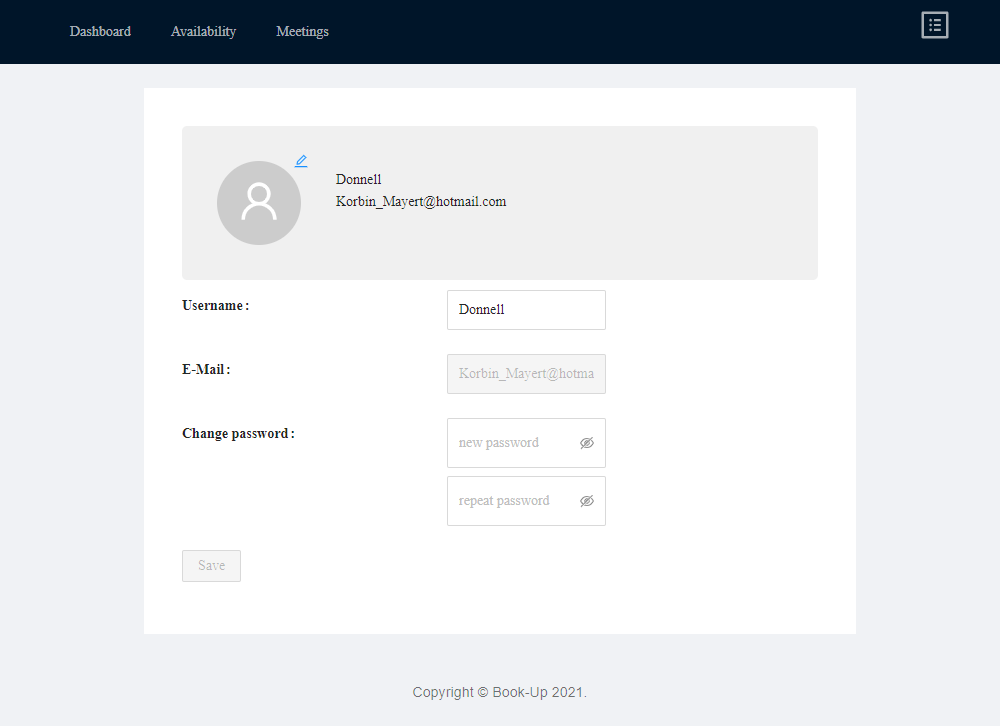 Dashboard Availability Meetings
Donnell
Korbin_Mayert@hotmail.com
Username :
Donnell
E-Mail :
Korbin_Mayert@hotma
Change password :
new password
repeat password
Save
Copyright © Book-Up 2021.